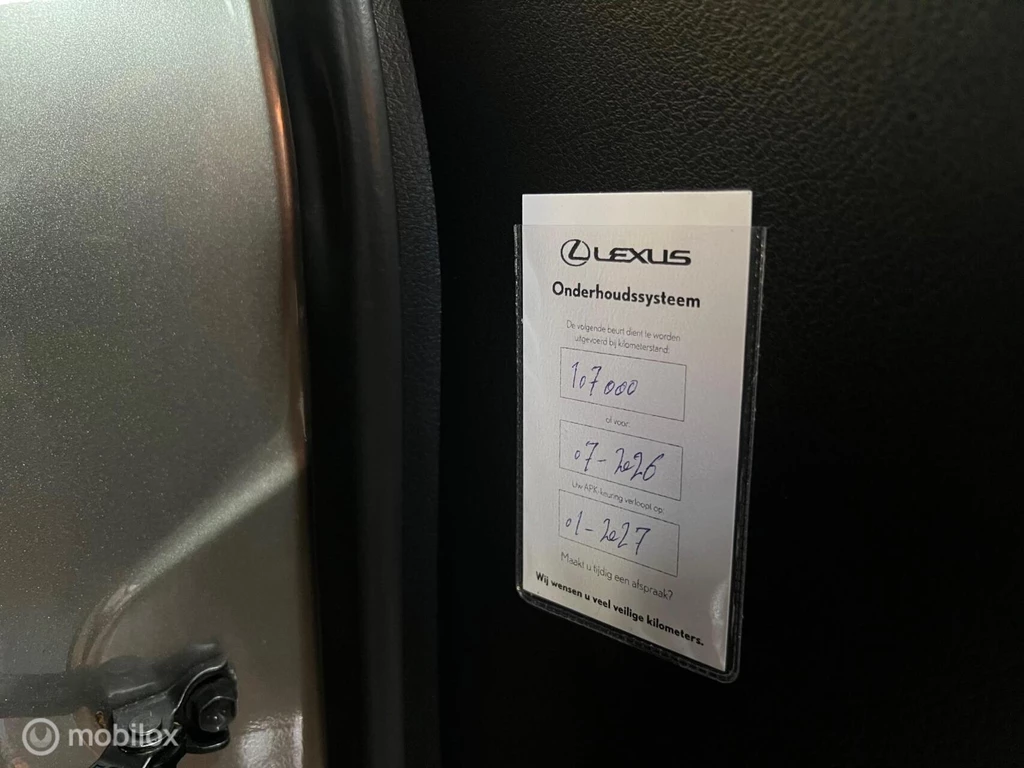 LEXUS
Onderhoudssysteem
De volgende beurt dient te worden
uitgevoerd bij kilometerstand:
107000
of voor:
07-2026
Uw APK-keuring verloopt op:
01-2027
Maakt u tijdig een afspraak?
Wij wensen u veel veilige kilometers.
mobilox